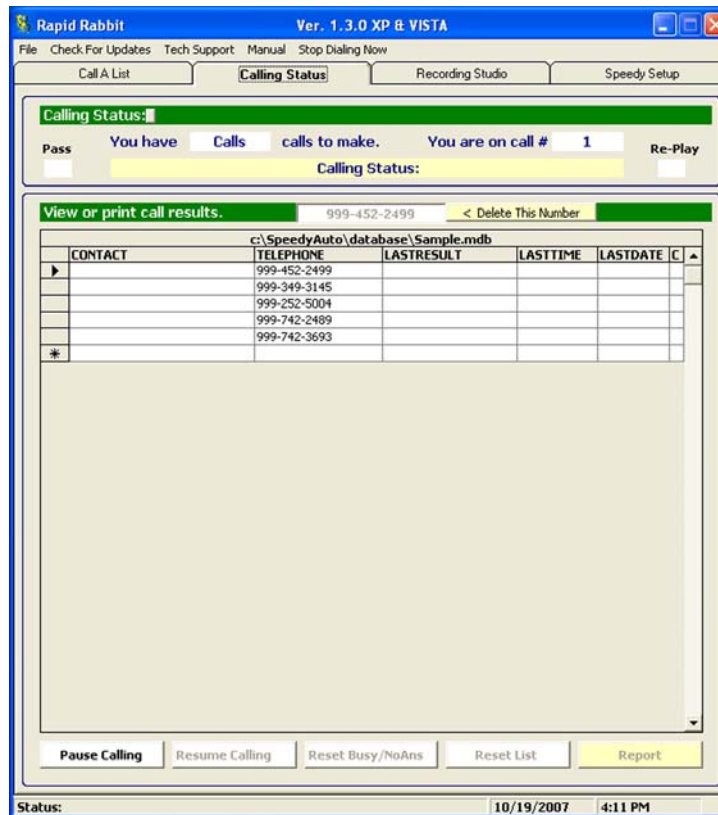 Rapid Rabbit Ver. 1.3.0 XP & VISTA
File Check For Updates Tech Support Manual Stop Dialing Now
Call A List Calling Status Recording Studio Speedy Setup
Calling Status:
Pass You have Calls calls to make. You are on call # 1 Re-Play
Calling Status:
View or print call results. 999-452-2499 < Delete This Number
c:\SpeedyAuto\database\Sample.mdb
CONTACT TELEPHONE LASTRESULT LASTTIME LASTDATE C
999-452-2499
999-349-3145
999-252-5004
999-742-2489
999-742-3693
Pause Calling Resume Calling Reset Busy/NoAns Reset List Report
Status: 10/19/2007 4:11 PM